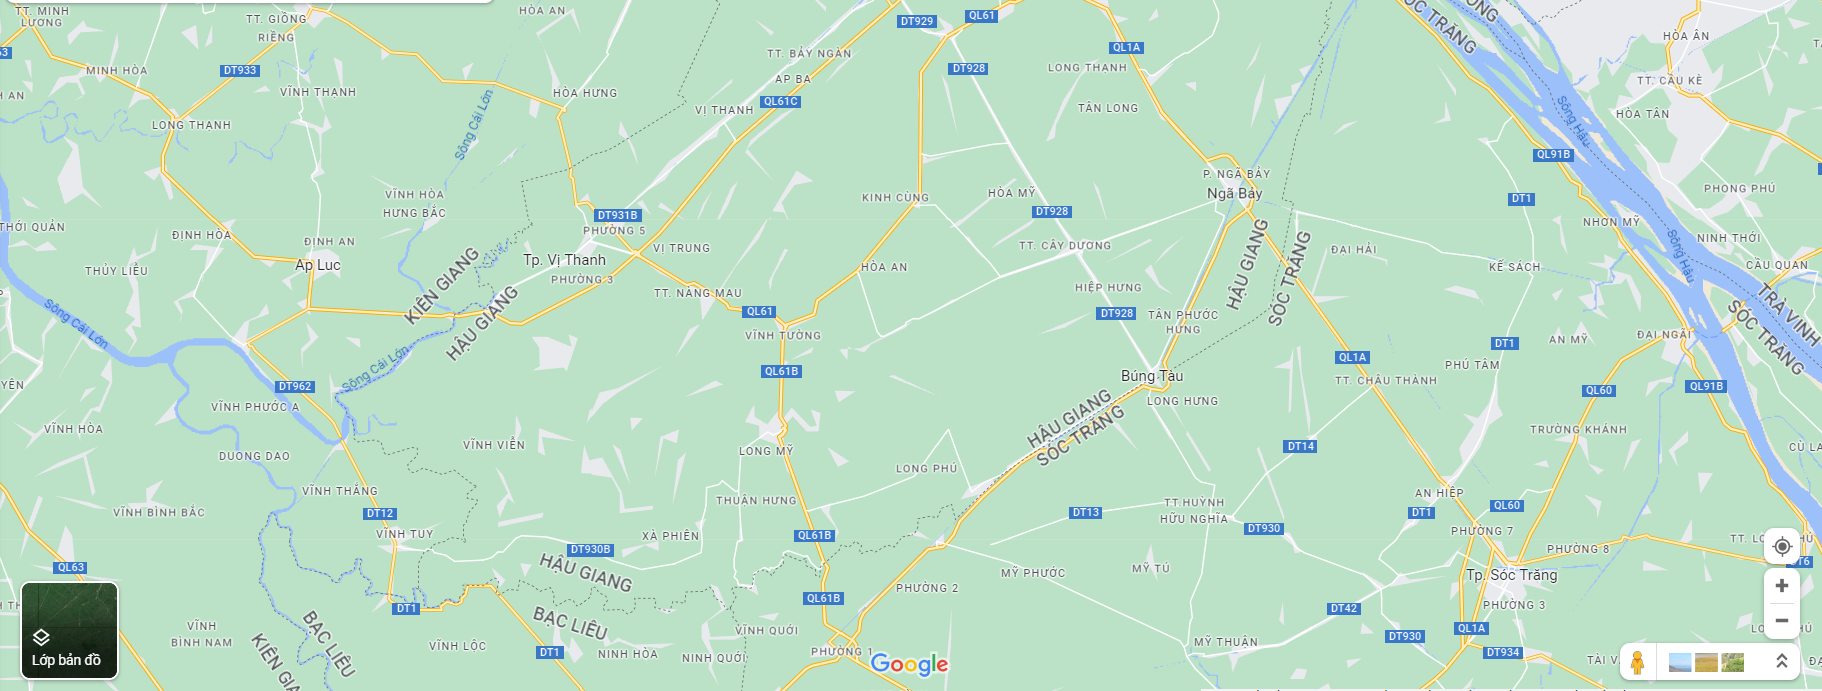 TT. MINH
LƯƠNG
TT. GIỒNG
RIỀNG
HÒA AN
DT929
QL61
SÓC TRĂNG
HÒA ÂN
63
MINH HÒA
DT933
VĨNH THẠNH
HÒA HƯNG
TT. BẢY NGÀN
AP BA
QL61C
DT928
LONG THẠNH
QL1A
TT. CẦU KÈ
LONG THẠNH
Sông Cái Lớn
VỊ THANH
TÂN LONG
Sông Hậu
HÒA TÂN
QL91B
VĨNH HÒA
HƯNG BẮC
P. NGÃ BẢY
Ngã Bảy
KINH CÙNG
HÒA MỸ
DT928
DT1
PHONG PHÚ
THỚI QUẢN
ĐỊNH HÒA
ĐỊNH AN
Ap Luc
DT931B
PHƯỜNG 5
VỊ TRUNG
TT. CÂY DƯƠNG
NHƠN MỸ
NINH THỚI
THỦY LIỄU
KIÊN GIANG
HẬU GIANG
Tp. Vị Thanh
PHƯỜNG 3
HÒA AN
HẬU GIANG
SÓC TRĂNG
ĐẠI HẢI
KẾ SÁCH
Sông Hậu
CẦU QUAN
TT. NÀNG MAU
QL61
HIỆP HƯNG
DT928
TÂN PHƯỚC
HƯNG
TRÀ VINH
SÓC TRĂNG
Sông Cái Lớn
VĨNH TƯỜNG
DT1
AN MỸ
ĐẠI NGÃI
Sông Cái Lớn
QL61B
QL1A
PHÚ TÂM
DT962
Búng Tàu
TT. CHÂU THÀNH
QL60
QL91B
VĨNH PHƯỚC A
LONG HƯNG
VĨNH HÒA
HẬU GIANG
SÓC TRĂNG
TRƯỜNG KHÁNH
VĨNH VIỄN
LONG MỸ
DT14
DUONG DAO
LONG PHÚ
VĨNH THẮNG
THUẬN HƯNG
AN HIỆP
VĨNH BÌNH BẮC
DT12
DT13
TT.HUỲNH
HỮU NGHĨA
DT1
QL60
VĨNH TUY
XÀ PHIÊN
QL61B
DT930
PHƯỜNG 7
DT930B
PHƯỜNG 8
QL63
HẬU GIANG
MỸ PHƯỚC
MỸ TÚ
Tp. Sóc Trăng
DT6
PHƯỜNG 2
QL61B
DT1
DT42
PHƯỜNG 3
BẠC LIÊU
VĨNH
BÌNH NAM
BẠC LIÊU
VĨNH QUỚI
QL1A
DT930
VĨNH LỘC
DT1
NINH HÒA
NINH QUỚI
PHƯỜNG 1
MỸ THUẬN
DT934
Google
Lớp bản đồ